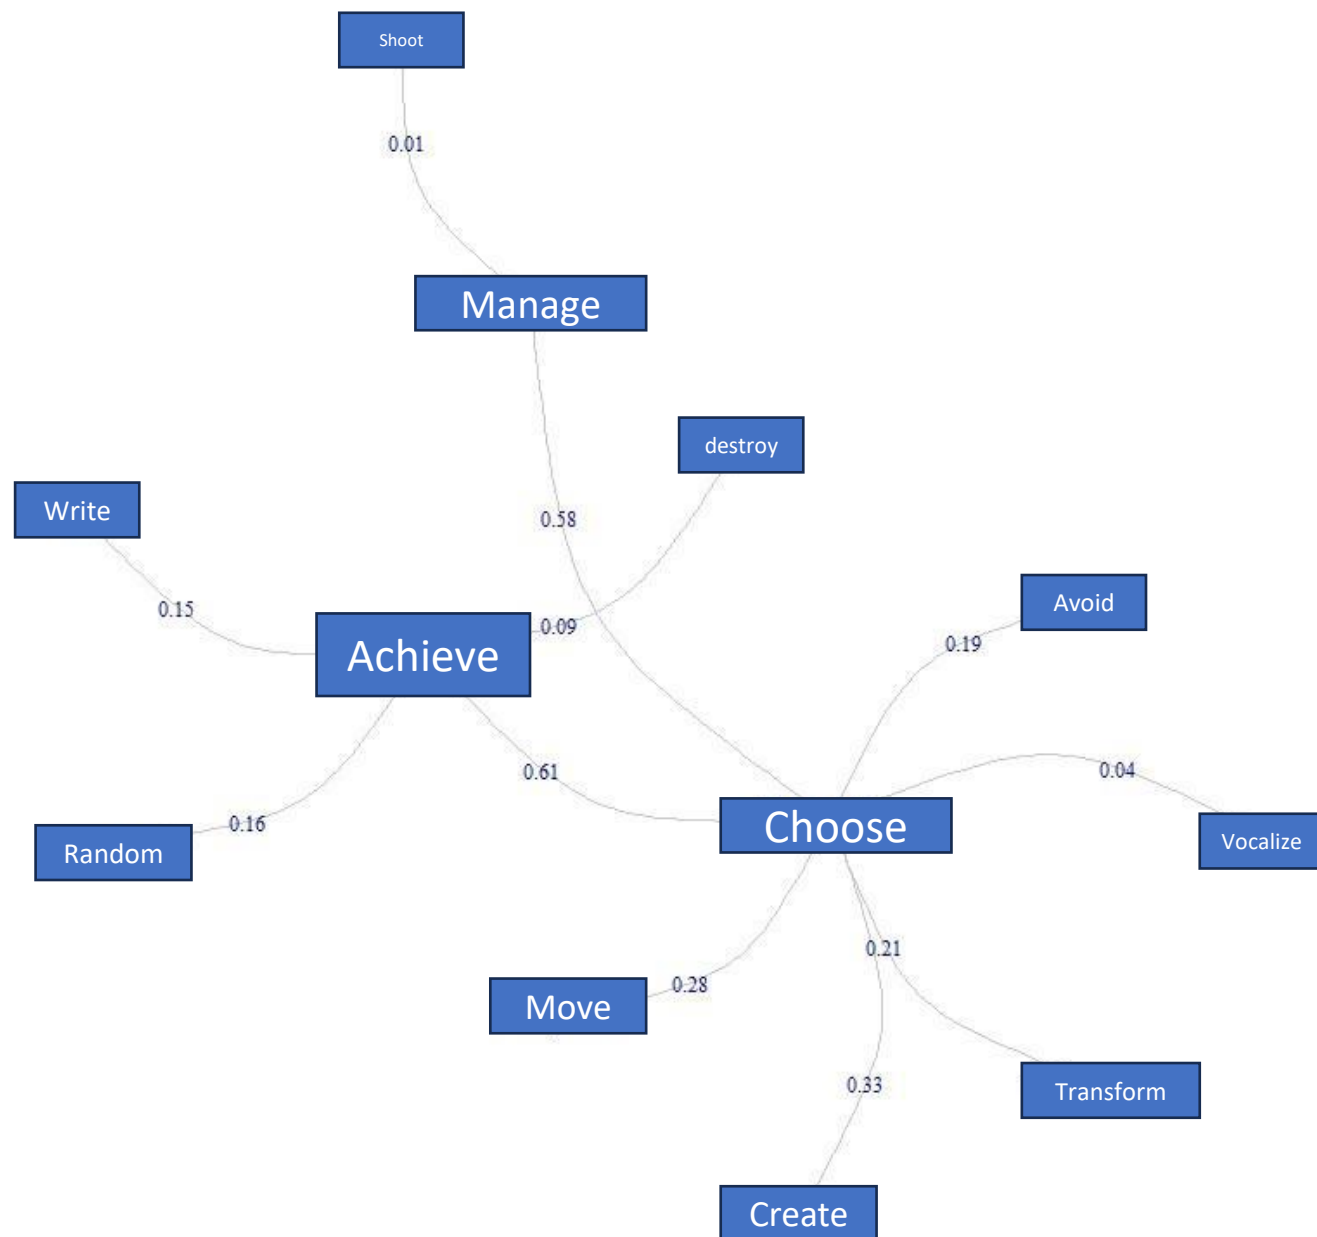 Shoot
0.01
Manage
destroy
Write
0.58
Avoid
0.15
0.09
0.19
Achieve
0.61
0.04
0.16
Choose
Random
Vocalize
0.21
0.28
Move
0.33
Transform
Create